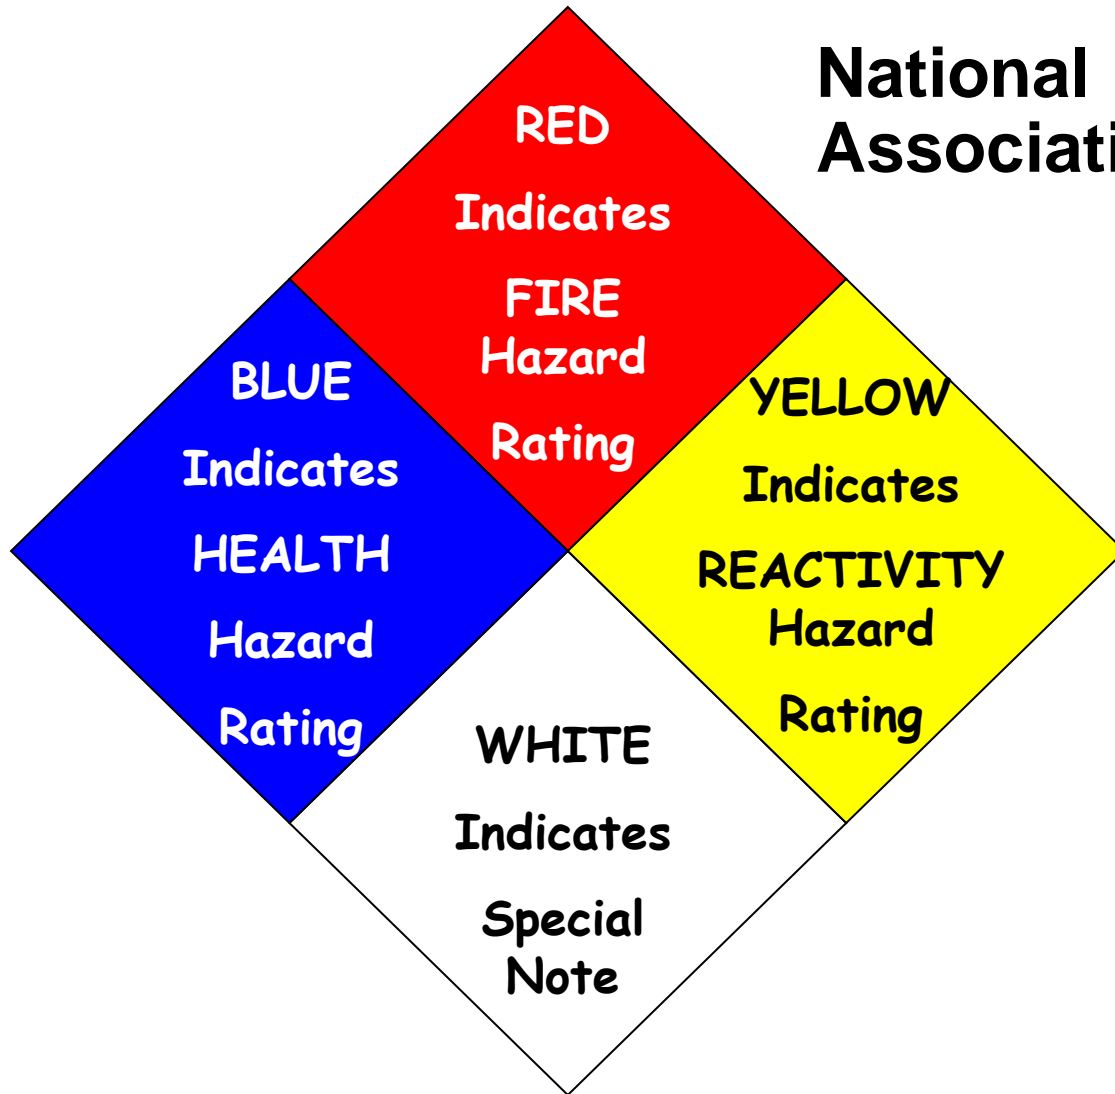 National
Associati
RED
Indicates
FIRE
Hazard
Rating
BLUE
Indicates
HEALTH
Hazard
Rating
YELLOW
Indicates
REACTIVITY
Hazard
Rating
WHITE
Indicates
Special
Note